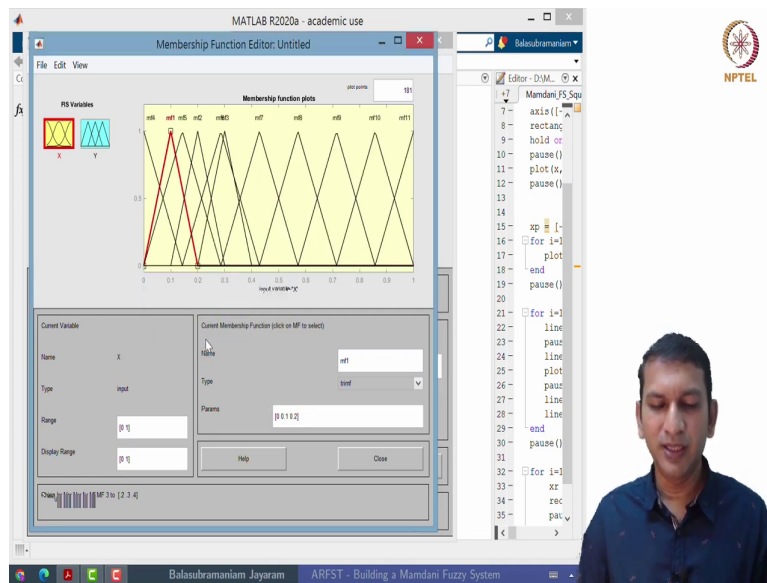 MATLAB R2020a - academic use
Membership Function Editor: Untitled
File Edit View
FIS Variables
X
Y
plot points
181
Membership function plots
mf4 mf1 mf5 mf2 mf3 mf7 mf8 mf9 mf10 mf11
1
0.5
0
0 0.1 0.2 0.3 0.4 0.5 0.6 0.7 0.8 0.9 1
input variable "X"
Current Variable
Name X
Type input
Range [0 1]
Display Range [0 1]
Current Membership Function (click on MF to select)
Name mf1
Type trimf
Params [0 0.1 0.2]
Help
Close
MF 3 to [.2 .3 .4]
Balasubramaniam
Editor - D:\M...
+7 Mamdani_FS_Squ
7 axis([-
8 rectang
9 hold on
10 pause()
11 plot(x,
12 pause()
13
14
15 xp = [-
16 for i=1
17 plot
18 end
19 pause()
20
21 for i=1
22 line
23 paus
24 line
25 plot
26 paus
27 line
28 line
29 end
30 pause()
31
32 for i=1
33 xr
34 rec
35 pau
NPTEL
Balasubramaniam Jayaram ARFST - Building a Mamdani Fuzzy System